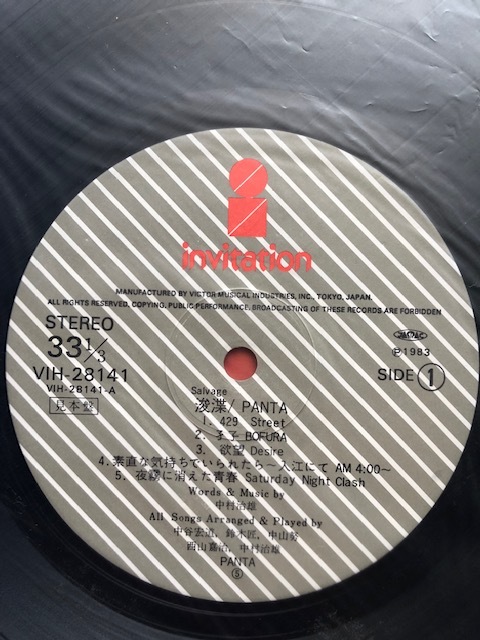 invitation
MANUFACTURED BY VICTOR MUSICAL INDUSTRIES, INC., TOKYO, JAPAN.
ALL RIGHTS RESERVED. COPYING, PUBLIC PERFORMANCE, BROADCASTING OF THESE RECORDS ARE FORBIDDEN
STEREO
33 1/3
VIH-28141
VIH-28141-A
見本盤
JASRAC
Ⓟ1983
SIDE 1
Salvage
浚渫/PANTA
1. 429 Street
2. 孑孑 BOFURA
3. 欲望 Desire
4. 素直な気持ちでいられたら〜入江にて AM 4:00〜
5. 夜霧に消えた青春 Saturday Night Clash
Words & Music by
中村治雄
All Songs Arranged & Played by
中谷宏道, 鈴木匠, 中山努
西山嘉治, 中村治雄
PANTA
Ⓢ